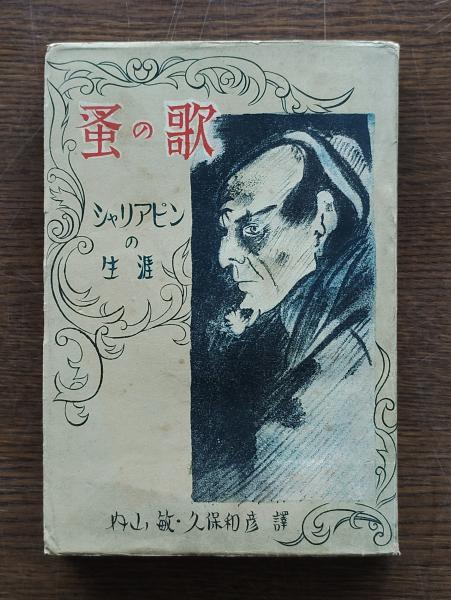 蚤の歌
シャリアピン
の
生涯
内山敏・久保和彦譯